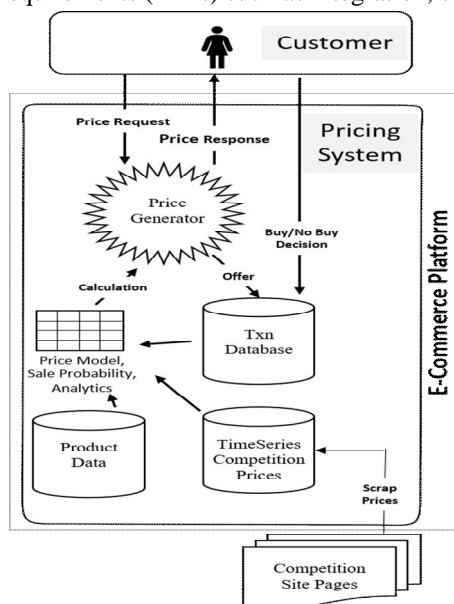 Customer
Price Request
Price Response
Pricing
System
Price
Generator
Buy/No Buy
Decision
Calculation
Offer
Txn
Database
Price Model,
Sale Probability,
Analytics
Product
Data
TimeSeries
Competition
Prices
E-Commerce Platform
Scrap
Prices
Competition
Site Pages